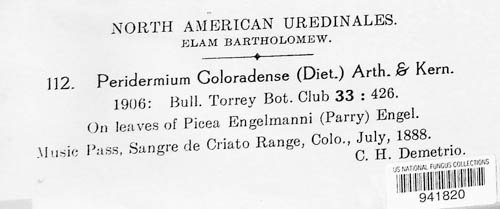 NORTH AMERICAN UREDINALES.
ELAM BARTHOLOMEW.
112. Peridermium Coloradense (Diet.) Arth. & Kern.
1906: Bull. Torrey Bot. Club 33 : 426.
On leaves of Picea Engelmanni (Parry) Engel.
Music Pass, Sangre de Criato Range, Colo., July, 1888.
C. H. Demetrio.
US NATIONAL FUNGUS COLLECTIONS
941820